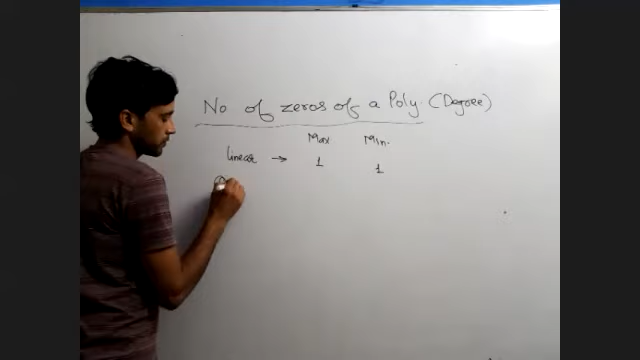 No of zeros of a Poly (Degree)
Max Min.
linear → 1 1